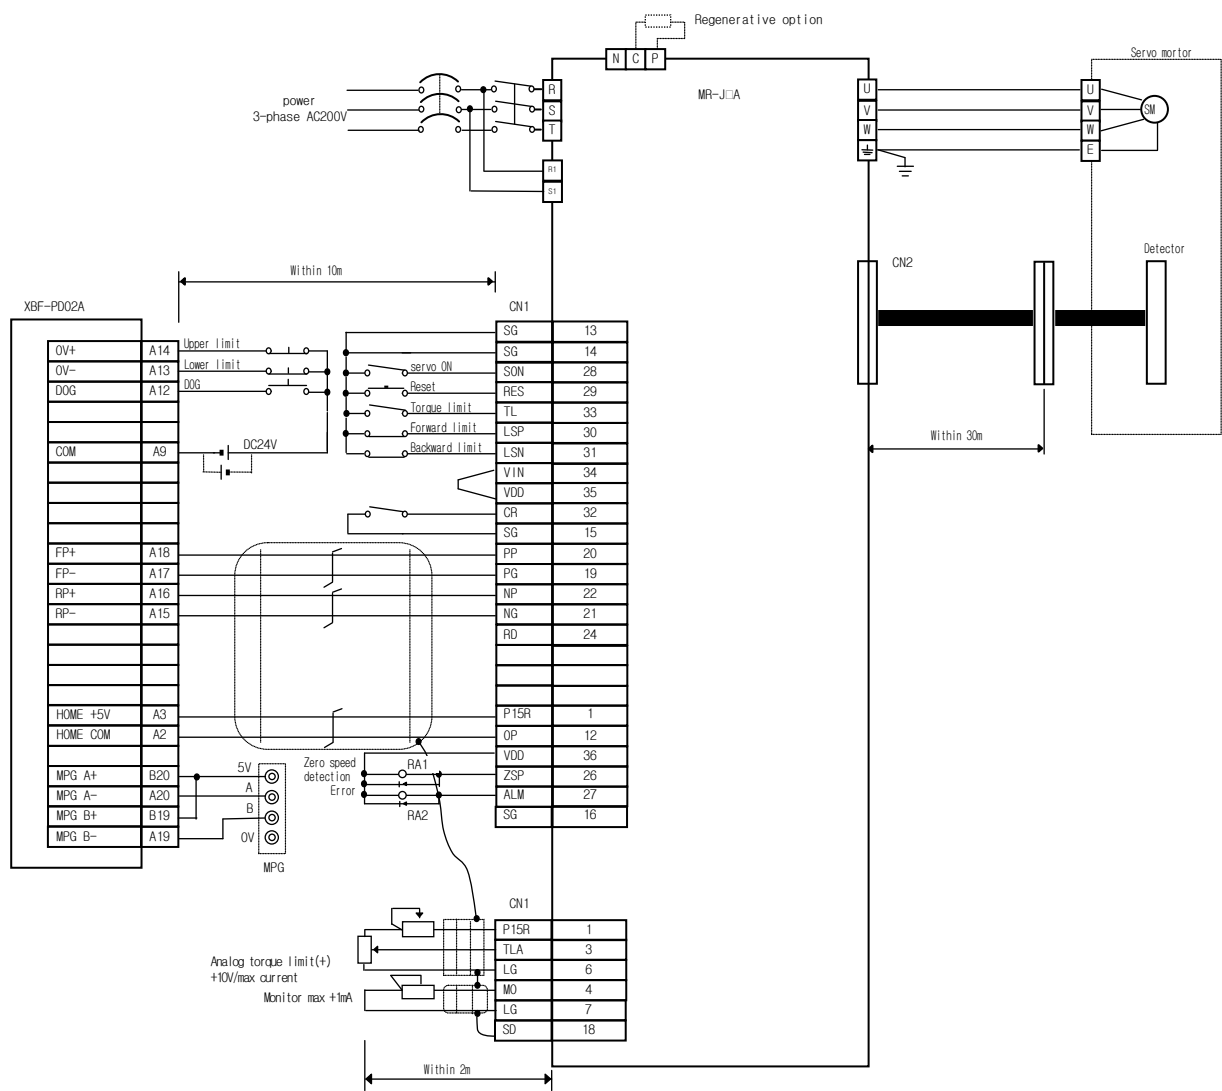 Regenerative option
N C P
Servo mortor
MR-J□A
power
3-phase AC200V
R
S
T
R1
S1
U
V
W
U
V
W
E
SM
Within 10m
CN2
Detector
XBF-PD02A
CN1
Within 30m
OV+ A14 Upper limit
OV- A13 Lower limit
DOG A12 DOG
COM A9 DC24V
FP+ A18
FP- A17
RP+ A16
RP- A15
HOME +5V A3
HOME COM A2
MPG A+ B20 5V
MPG A- A20 A
MPG B+ B19 B
MPG B- A19 0V
MPG
SG 13
SG 14
servo ON SON 28
Reset RES 29
Torque limit TL 33
Forward limit LSP 30
Backward limit LSN 31
VIN 34
VDD 35
CR 32
SG 15
PP 20
PG 19
NP 22
NG 21
RD 24
P15R 1
OP 12
VDD 36
Zero speed
detection
RA1 ZSP 26
Error
ALM 27
RA2 SG 16
CN1
P15R 1
TLA 3
LG 6
MO 4
LG 7
SD 18
Analog torque limit(+)
+10V/max current
Monitor max +1mA
Within 2m